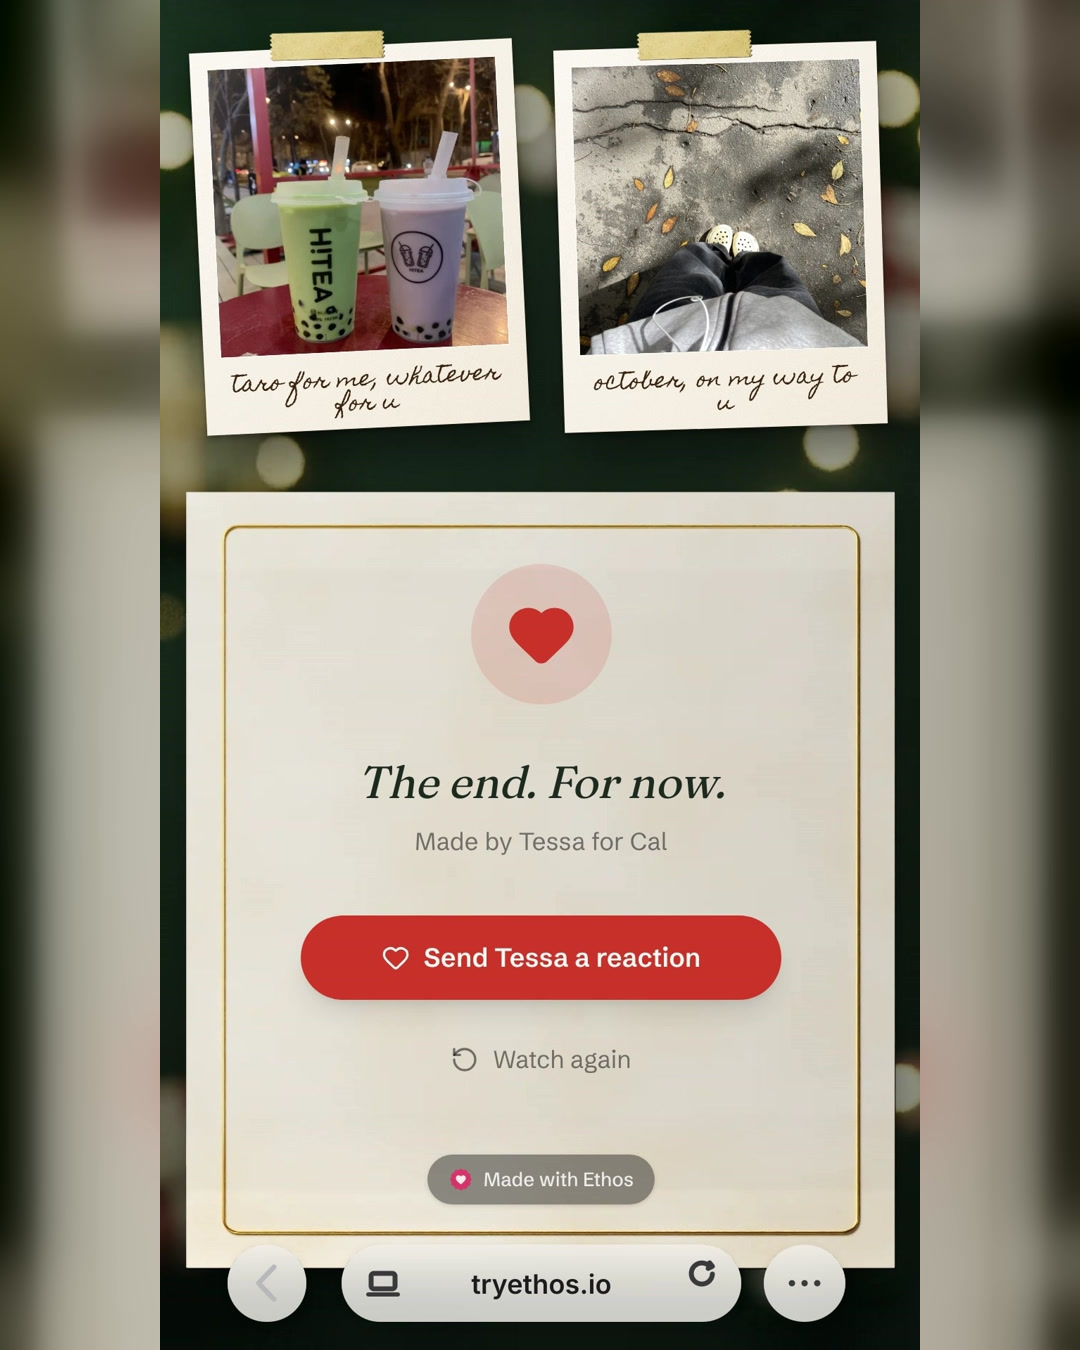 HITEA
HITEA
taro for me, whatever
for u
october, on my way to
u
The end. For now.
Made by Tessa for Cal
Send Tessa a reaction
Watch again
Made with Ethos
tryethos.io